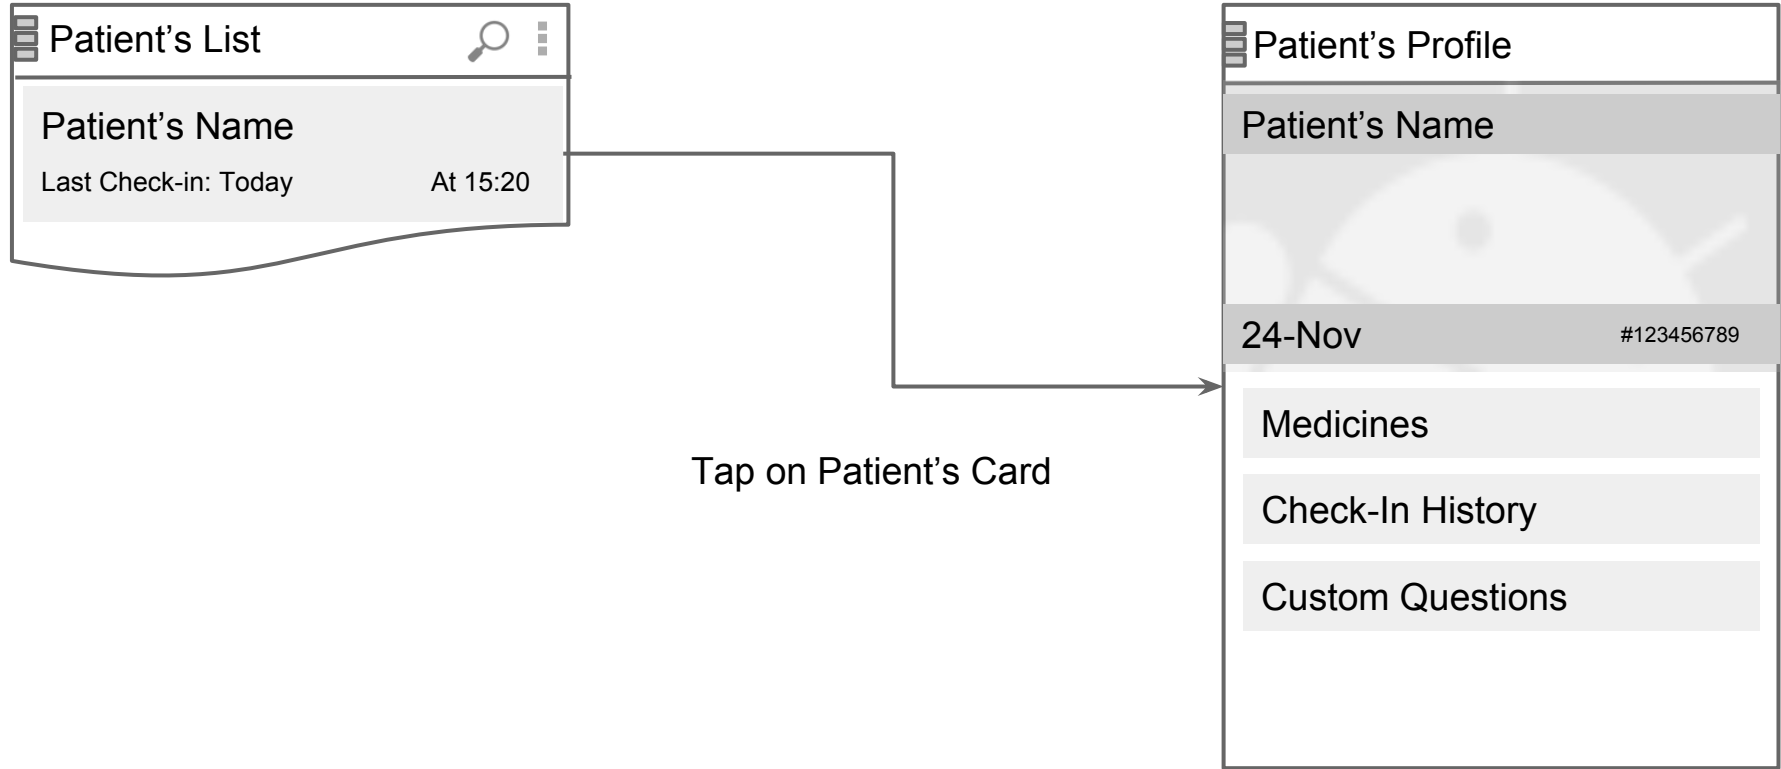 Patient’s List
Patient’s Name
Last Check-in: Today At 15:20
Tap on Patient’s Card
Patient’s Profile
Patient’s Name
24-Nov #123456789
Medicines
Check-In History
Custom Questions